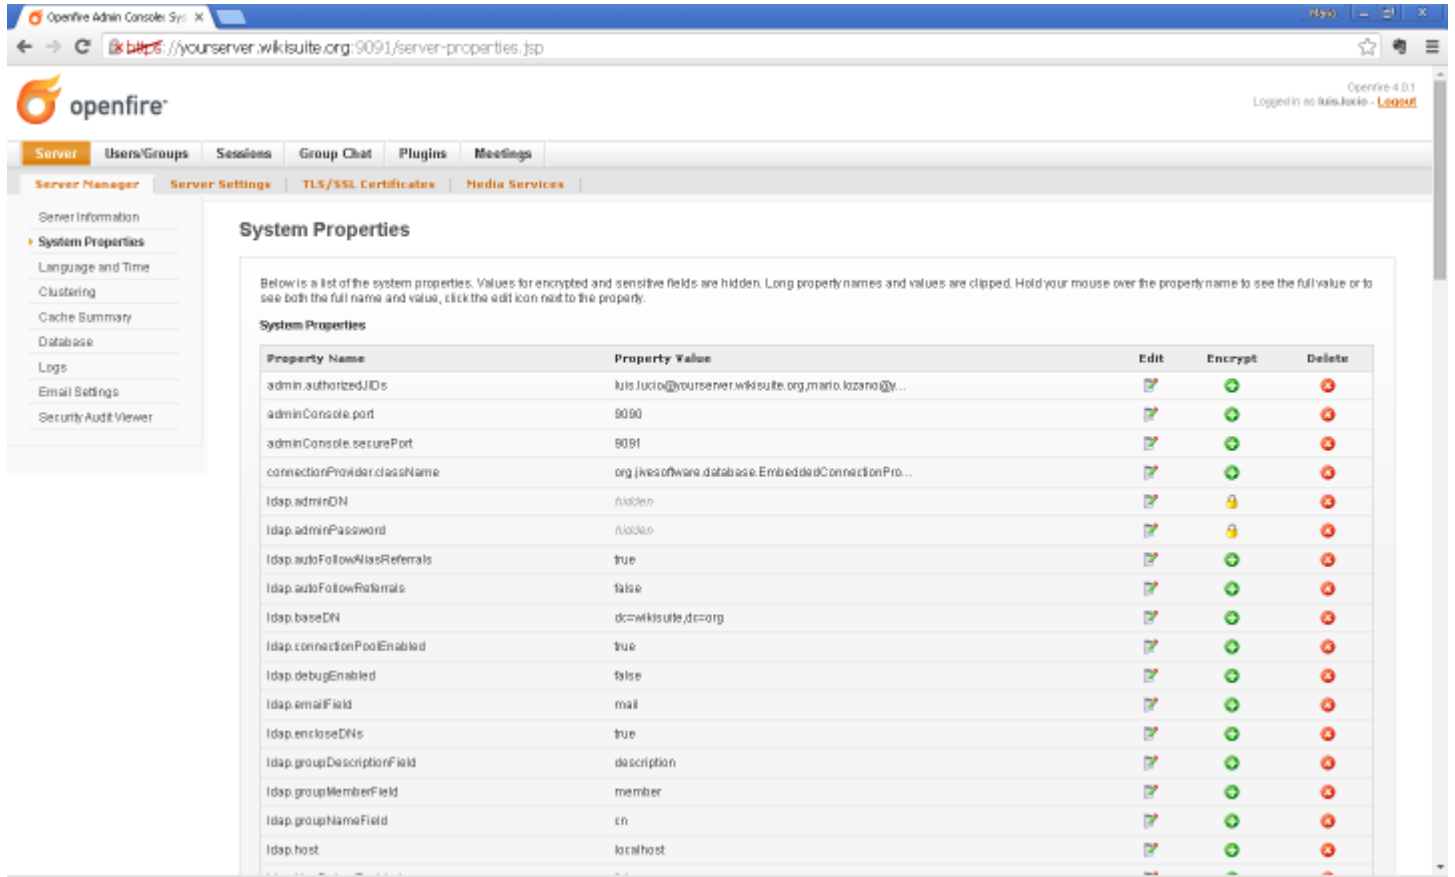 Openfire Admin Console: Sys
Mario
https://yourserver.wikisuite.org:9091/server-properties.jsp
openfire
Openfire 4.0.1
Logged in as luis.lucio - Logout
Server Users/Groups Sessions Group Chat Plugins Meetings
Server Manager Server Settings TLS/SSL Certificates Media Services
Server Information
System Properties
Language and Time
Clustering
Cache Summary
Database
Logs
Email Settings
Security Audit Viewer
System Properties
Below is a list of the system properties. Values for encrypted and sensitive fields are hidden. Long property names and values are clipped. Hold your mouse over the property name to see the full value or to
see both the full name and value, click the edit icon next to the property.
System Properties
Property Name Property Value Edit Encrypt Delete
admin.authorizedJIDs luis.lucio@yourserver.wikisuite.org,mario.lozano@y...
adminConsole.port 9090
adminConsole.securePort 9091
connectionProvider.className org.jivesoftware.database.EmbeddedConnectionPro...
ldap.adminDN hidden
ldap.adminPassword hidden
ldap.autoFollowAliasReferrals true
ldap.autoFollowReferrals false
ldap.baseDN dc=wikisuite,dc=org
ldap.connectionPoolEnabled true
ldap.debugEnabled false
ldap.emailField mail
ldap.encloseDNs true
ldap.groupDescriptionField description
ldap.groupMemberField member
ldap.groupNameField cn
ldap.host localhost